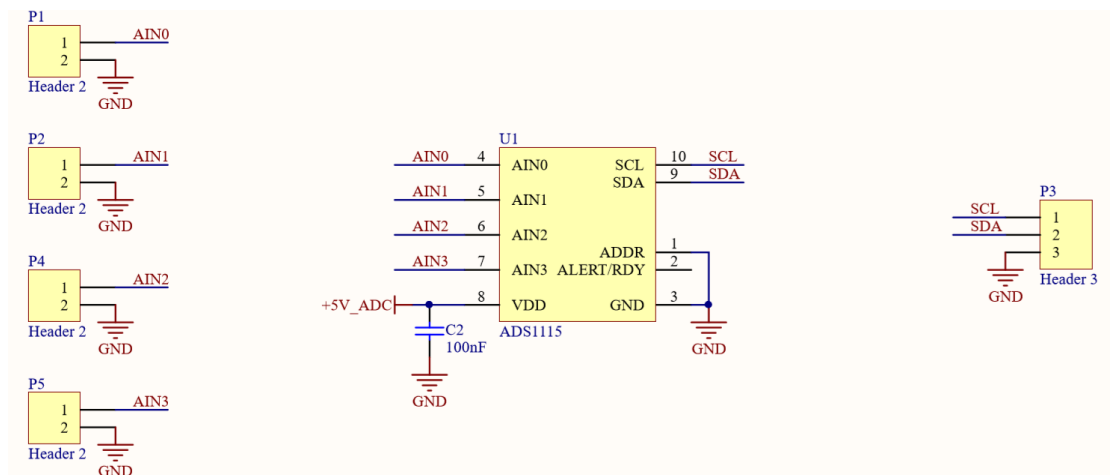 P1
1 AIN0
2
Header 2
GND
P2
1 AIN1
2
Header 2
GND
P4
1 AIN2
2
Header 2
GND
P5
1 AIN3
2
Header 2
GND
U1
AIN0 4 AIN0 SCL 10 SCL
SDA 9 SDA
AIN1 5 AIN1
AIN2 6 AIN2
ADDR 1
AIN3 7 AIN3 ALERT/RDY 2
+5V_ADC 8 VDD GND 3
ADS1115
C2
100nF
GND
GND
P3
SCL 1
SDA 2
3
Header 3
GND